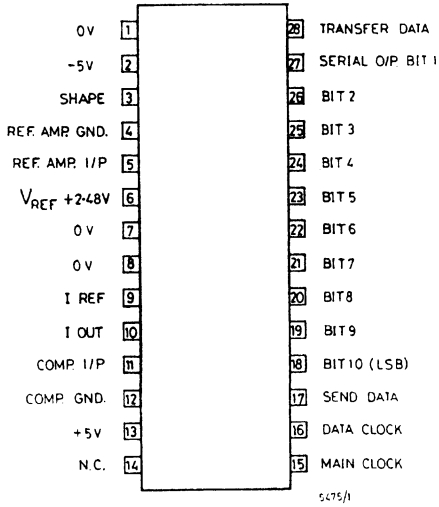 0V 1 28 TRANSFER DATA
-5V 2 27 SERIAL O/P. BIT 1
SHAPE 3 26 BIT 2
REF. AMP. GND. 4 25 BIT 3
REF. AMP. I/P 5 24 BIT 4
VREF +2·48V 6 23 BIT 5
0V 7 22 BIT 6
0V 8 21 BIT 7
I REF 9 20 BIT 8
I OUT 10 19 BIT 9
COMP. I/P 11 18 BIT 10 (LSB)
COMP. GND. 12 17 SEND DATA
+5V 13 16 DATA CLOCK
N.C. 14 15 MAIN CLOCK
5475/1